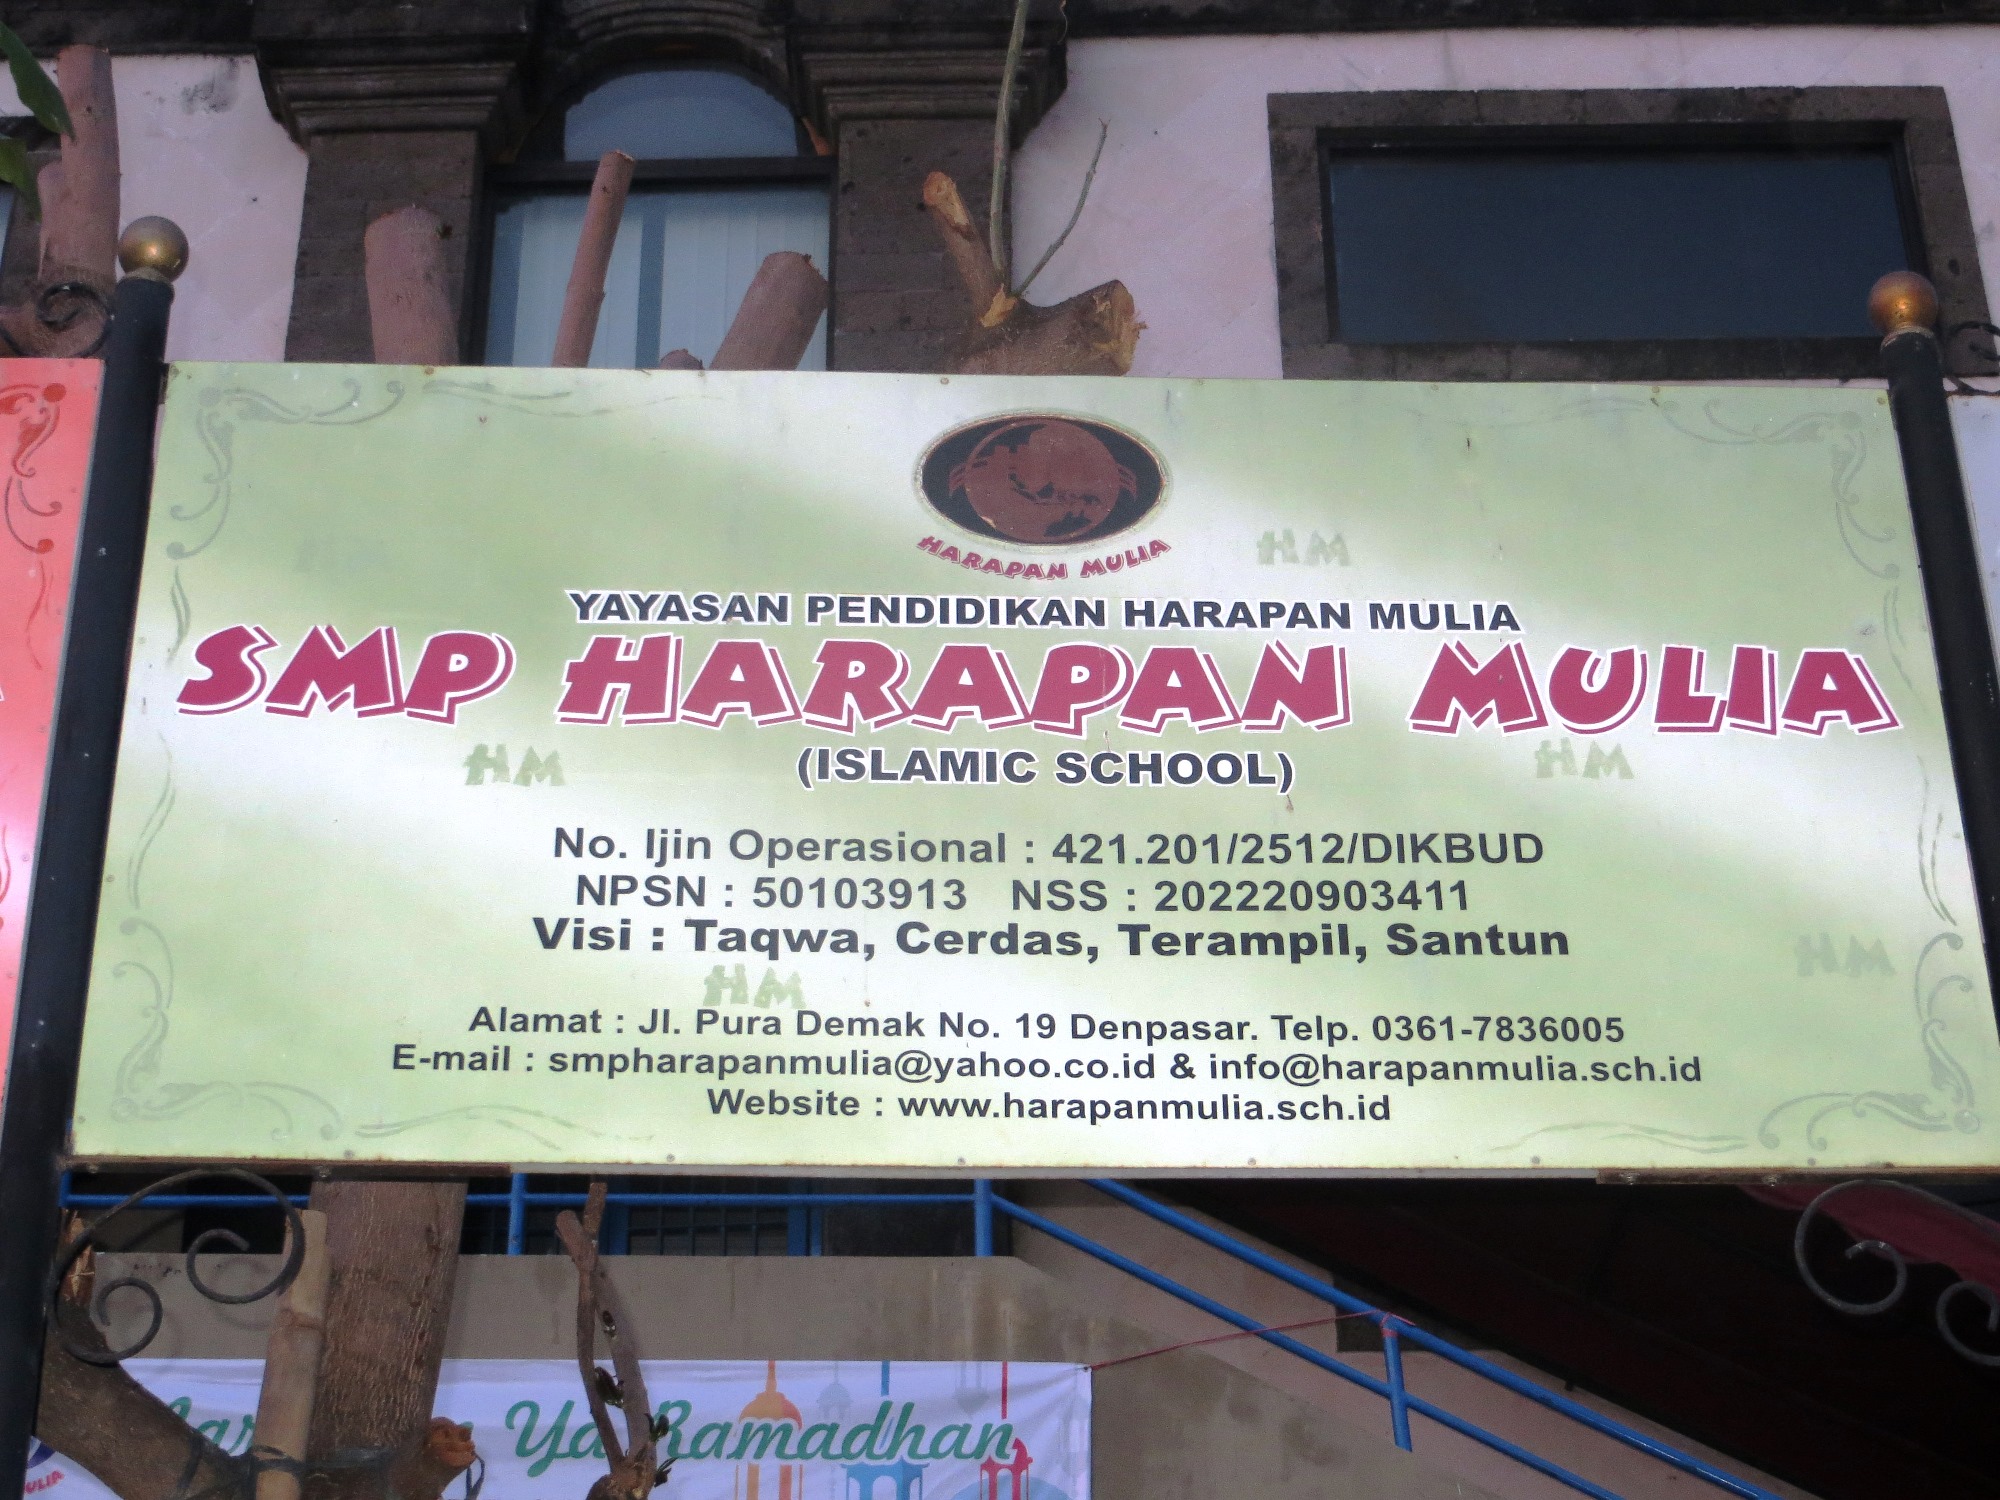 HARAPAN MULIA
HM
YAYASAN PENDIDIKAN HARAPAN MULIA
SMP HARAPAN MULIA
HM
(ISLAMIC SCHOOL)
HM
No. Ijin Operasional : 421.201/2512/DIKBUD
NPSN : 50103913 NSS : 202220903411
Visi : Taqwa, Cerdas, Terampil, Santun
HM
HM
Alamat : Jl. Pura Demak No. 19 Denpasar. Telp. 0361-7836005
E-mail : smpharapanmulia@yahoo.co.id & info@harapanmulia.sch.id
Website : www.harapanmulia.sch.id
Ya Ramadhan